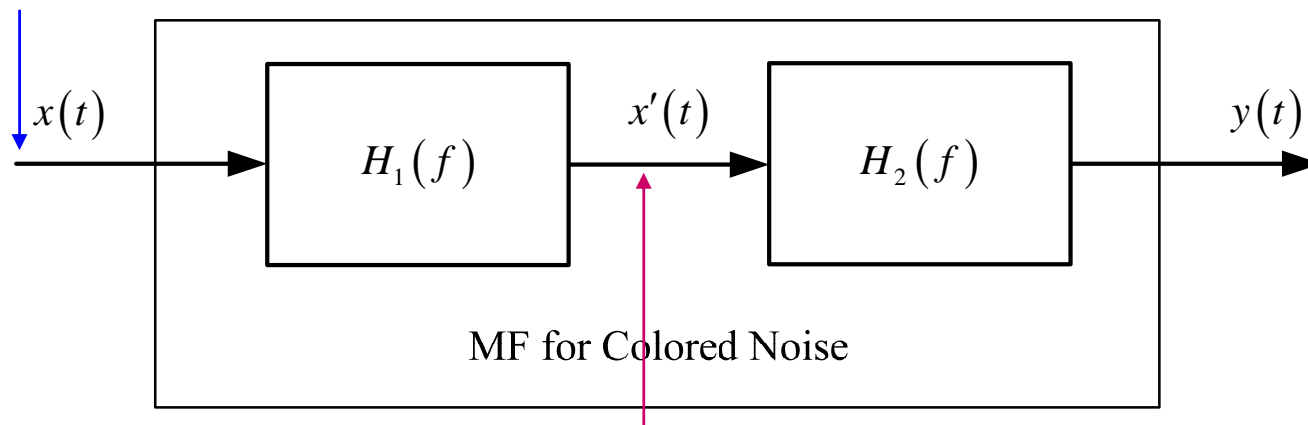 x(t)
H₁(f)
x′(t)
H₂(f)
y(t)
MF for Colored Noise